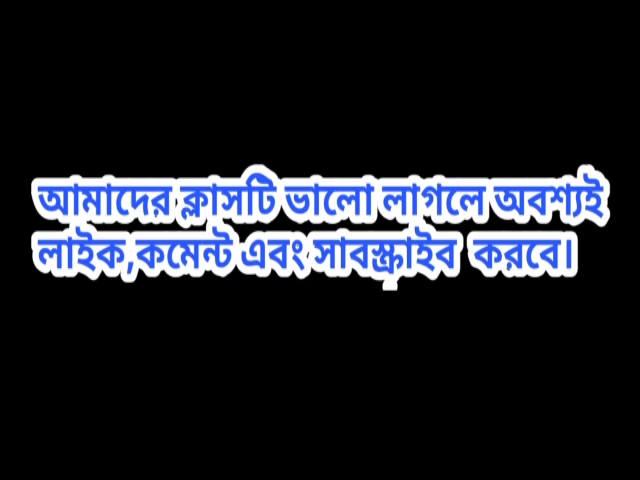 আমাদের ক্লাসটি ভালো লাগলে অবশ্যই
লাইক,কমেন্ট এবং সাবস্ক্রাইব করবে।